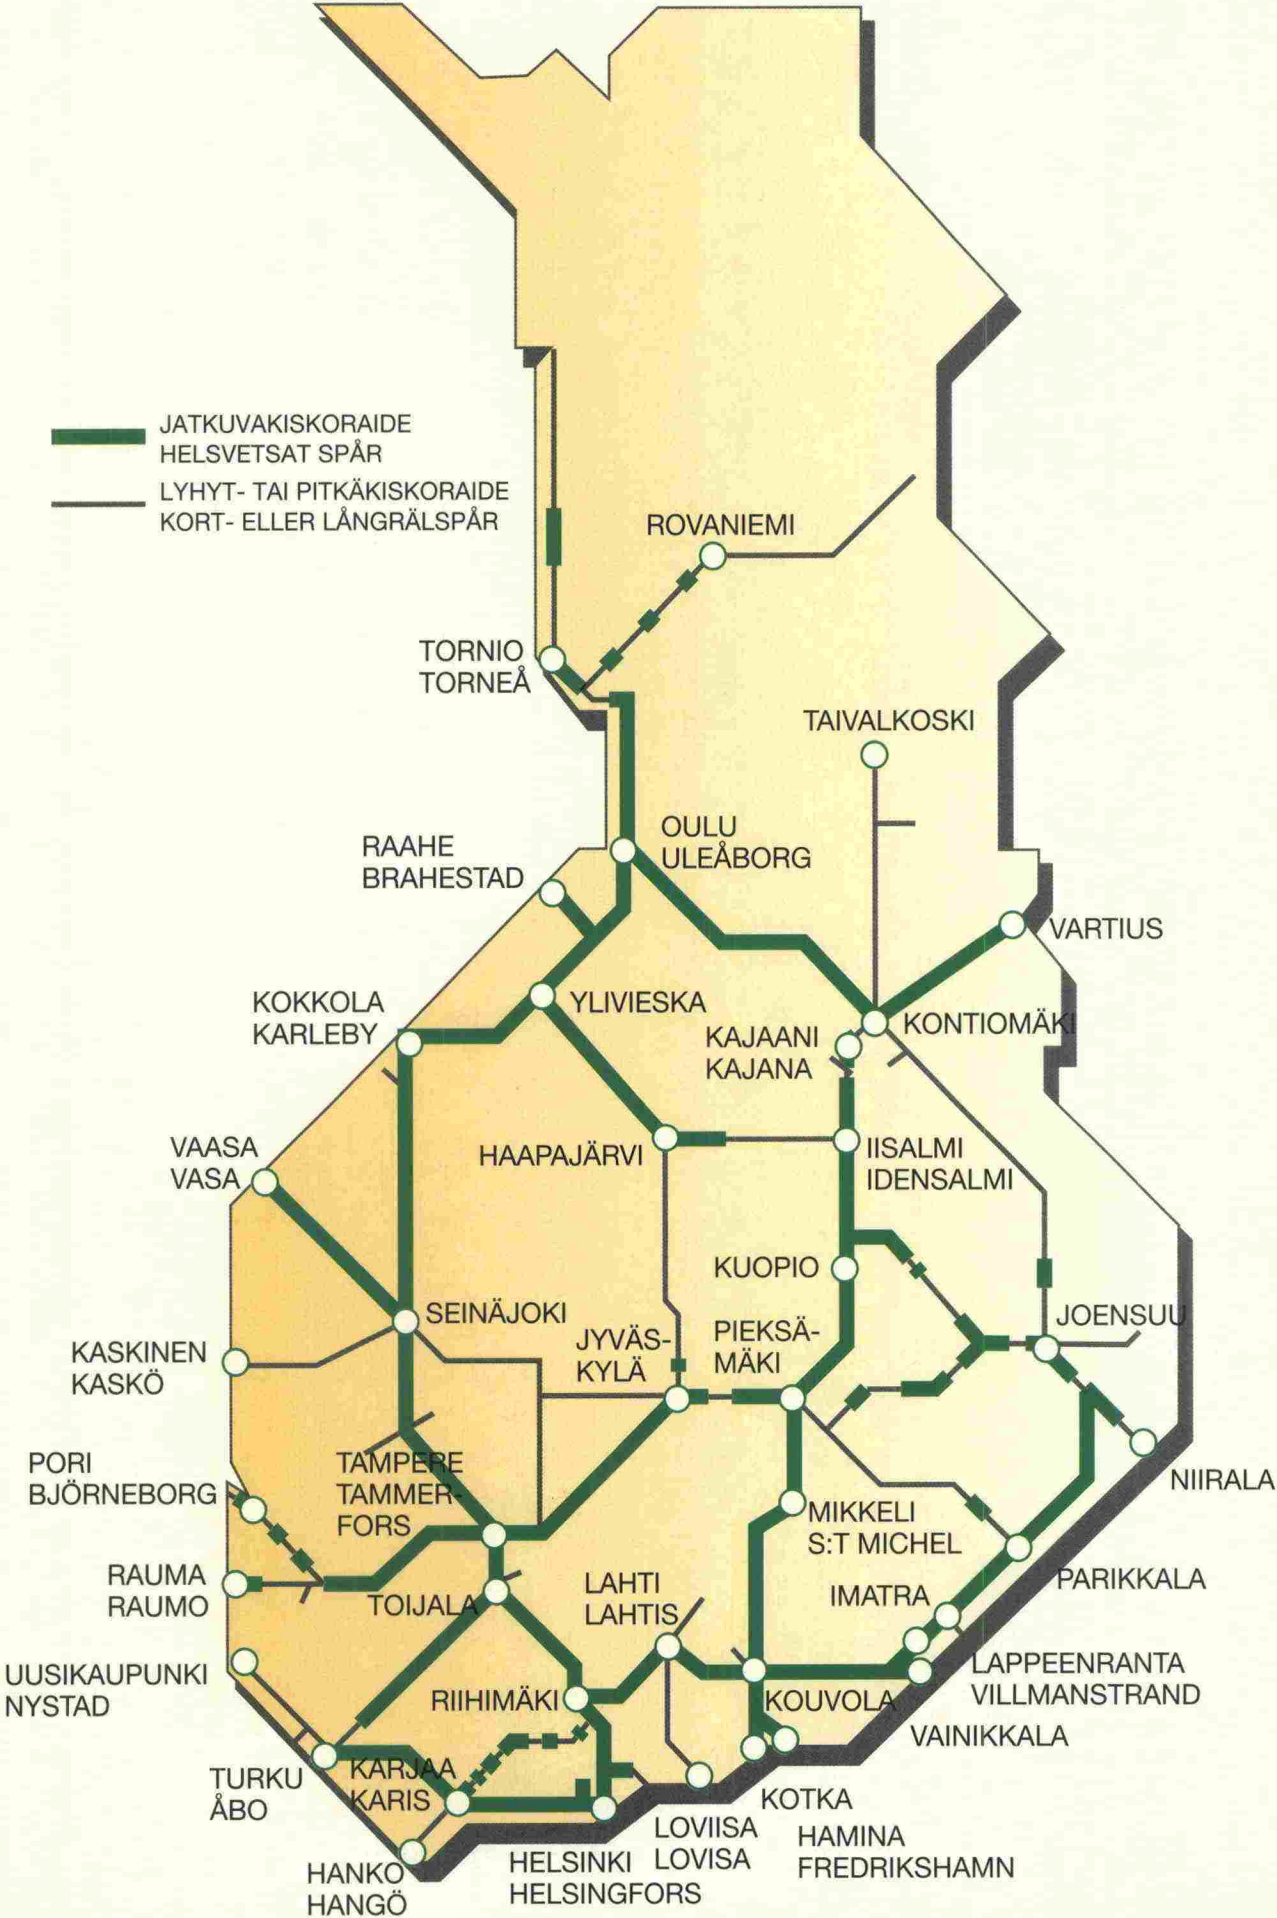 JATKUVAKISKORAIDE
HELSVETSAT SPÅR
LYHYT- TAI PITKÄKISKORAIDE
KORT- ELLER LÅNGRÄLSPÅR
ROVANIEMI
TORNIO
TORNEÅ
TAIVALKOSKI
OULU
ULEÅBORG
RAAHE
BRAHESTAD
VARTIUS
KOKKOLA
KARLEBY
YLIVIESKA
KONTIOMÄKI
KAJAANI
KAJANA
VAASA
VASA
HAAPAJÄRVI
IISALMI
IDENSALMI
KUOPIO
SEINÄJOKI
JOENSUU
JYVÄS-
KYLÄ
PIEKSÄ-
MÄKI
KASKINEN
KASKÖ
PORI
BJÖRNEBORG
TAMPERE
TAMMER-
FORS
NIIRALA
MIKKELI
S:T MICHEL
RAUMA
RAUMO
TOIJALA
LAHTI
LAHTIS
IMATRA
PARIKKALA
UUSIKAUPUNKI
NYSTAD
RIIHIMÄKI
KOUVOLA
LAPPEENRANTA
VILLMANSTRAND
VAINIKKALA
TURKU
ÅBO
KARJAA
KARIS
KOTKA
LOVIISA
LOVISA
HAMINA
FREDRIKSHAMN
HANKO
HANGÖ
HELSINKI
HELSINGFORS